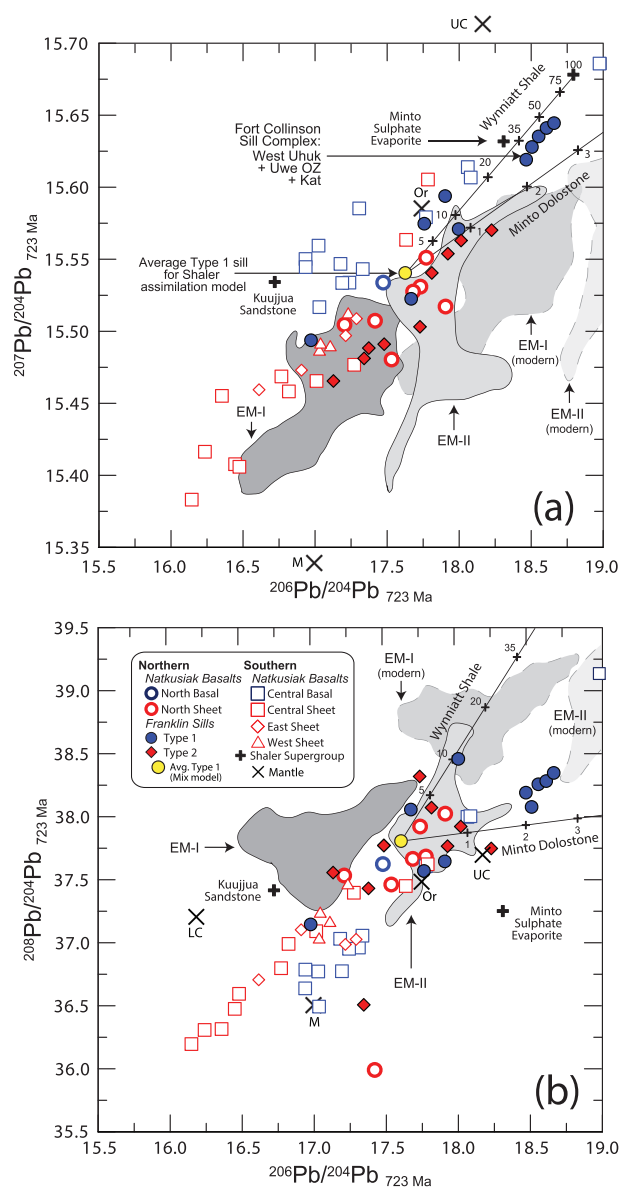 UC
15.70
15.65
15.60
15.55
15.50
15.45
15.40
15.35
207Pb/204Pb 723 Ma
100
75
50
35
20
10
5
Wynniatt Shale
Minto
Sulphate
Evaporite
Fort Collinson
Sill Complex:
West Uhuk
+ Uwe OZ
+ Kat
3
2
1
Minto Dolostone
Or
Average Type 1 sill
for Shaler
assimilation model
Kuujjua
Sandstone
EM-I
(modern)
EM-I
EM-II
EM-II
(modern)
(a)
M
15.5
16.0
16.5
17.0
17.5
18.0
18.5
19.0
206Pb/204Pb 723 Ma
39.5
39.0
38.5
38.0
37.5
37.0
36.5
36.0
35.5
208Pb/204Pb 723 Ma
Northern
Natkusiak Basalts
North Basal
North Sheet
Franklin Sills
Type 1
Type 2
Avg. Type 1
(Mix model)
Southern
Natkusiak Basalts
Central Basal
Central Sheet
East Sheet
West Sheet
Shaler Supergroup
Mantle
EM-I
(modern)
35
20
10
5
Wynniatt Shale
EM-II
(modern)
1
2
3
Minto Dolostone
EM-I
Kuujjua
Sandstone
UC
Or
LC
Minto
Sulphate
Evaporite
EM-II
M
(b)
15.5
16.0
16.5
17.0
17.5
18.0
18.5
19.0
206Pb/204Pb 723 Ma